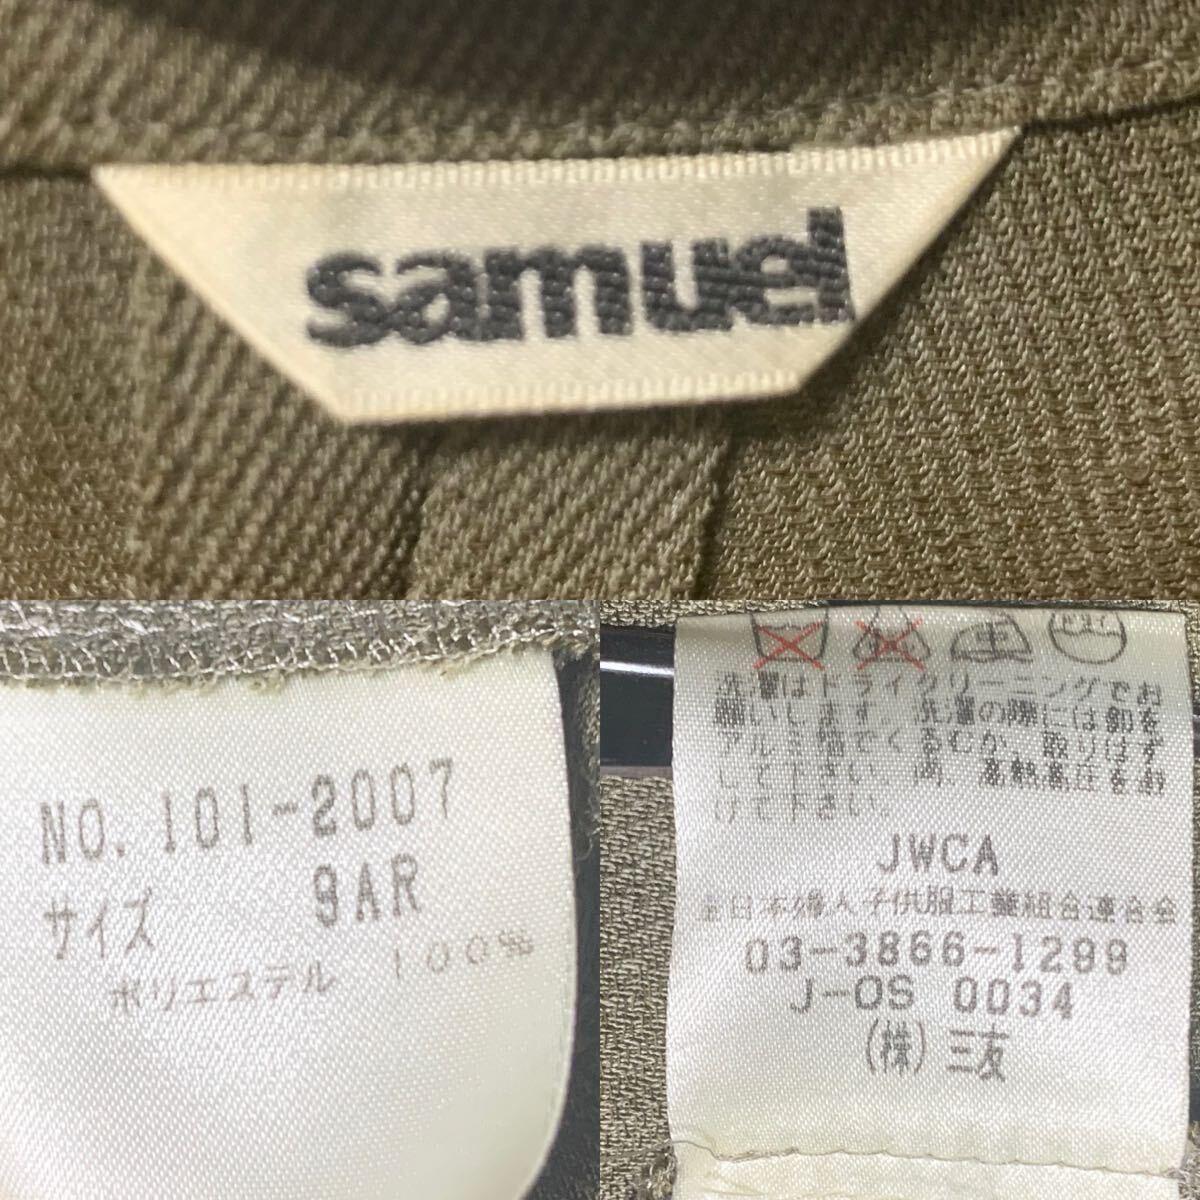 samuel
NO. 101-2007
サイズ 9AR
ポリエステル 100%
洗濯はドライクリーニングでお
願いします。洗濯の際には釦を
アルミ箔でくるむか、取りはず
して下さい。尚、高熱高圧をお
けて下さい。
JWCA
全日本婦人子供服工業組合連合会
03-3866-1299
J-OS 0034
(株)三友